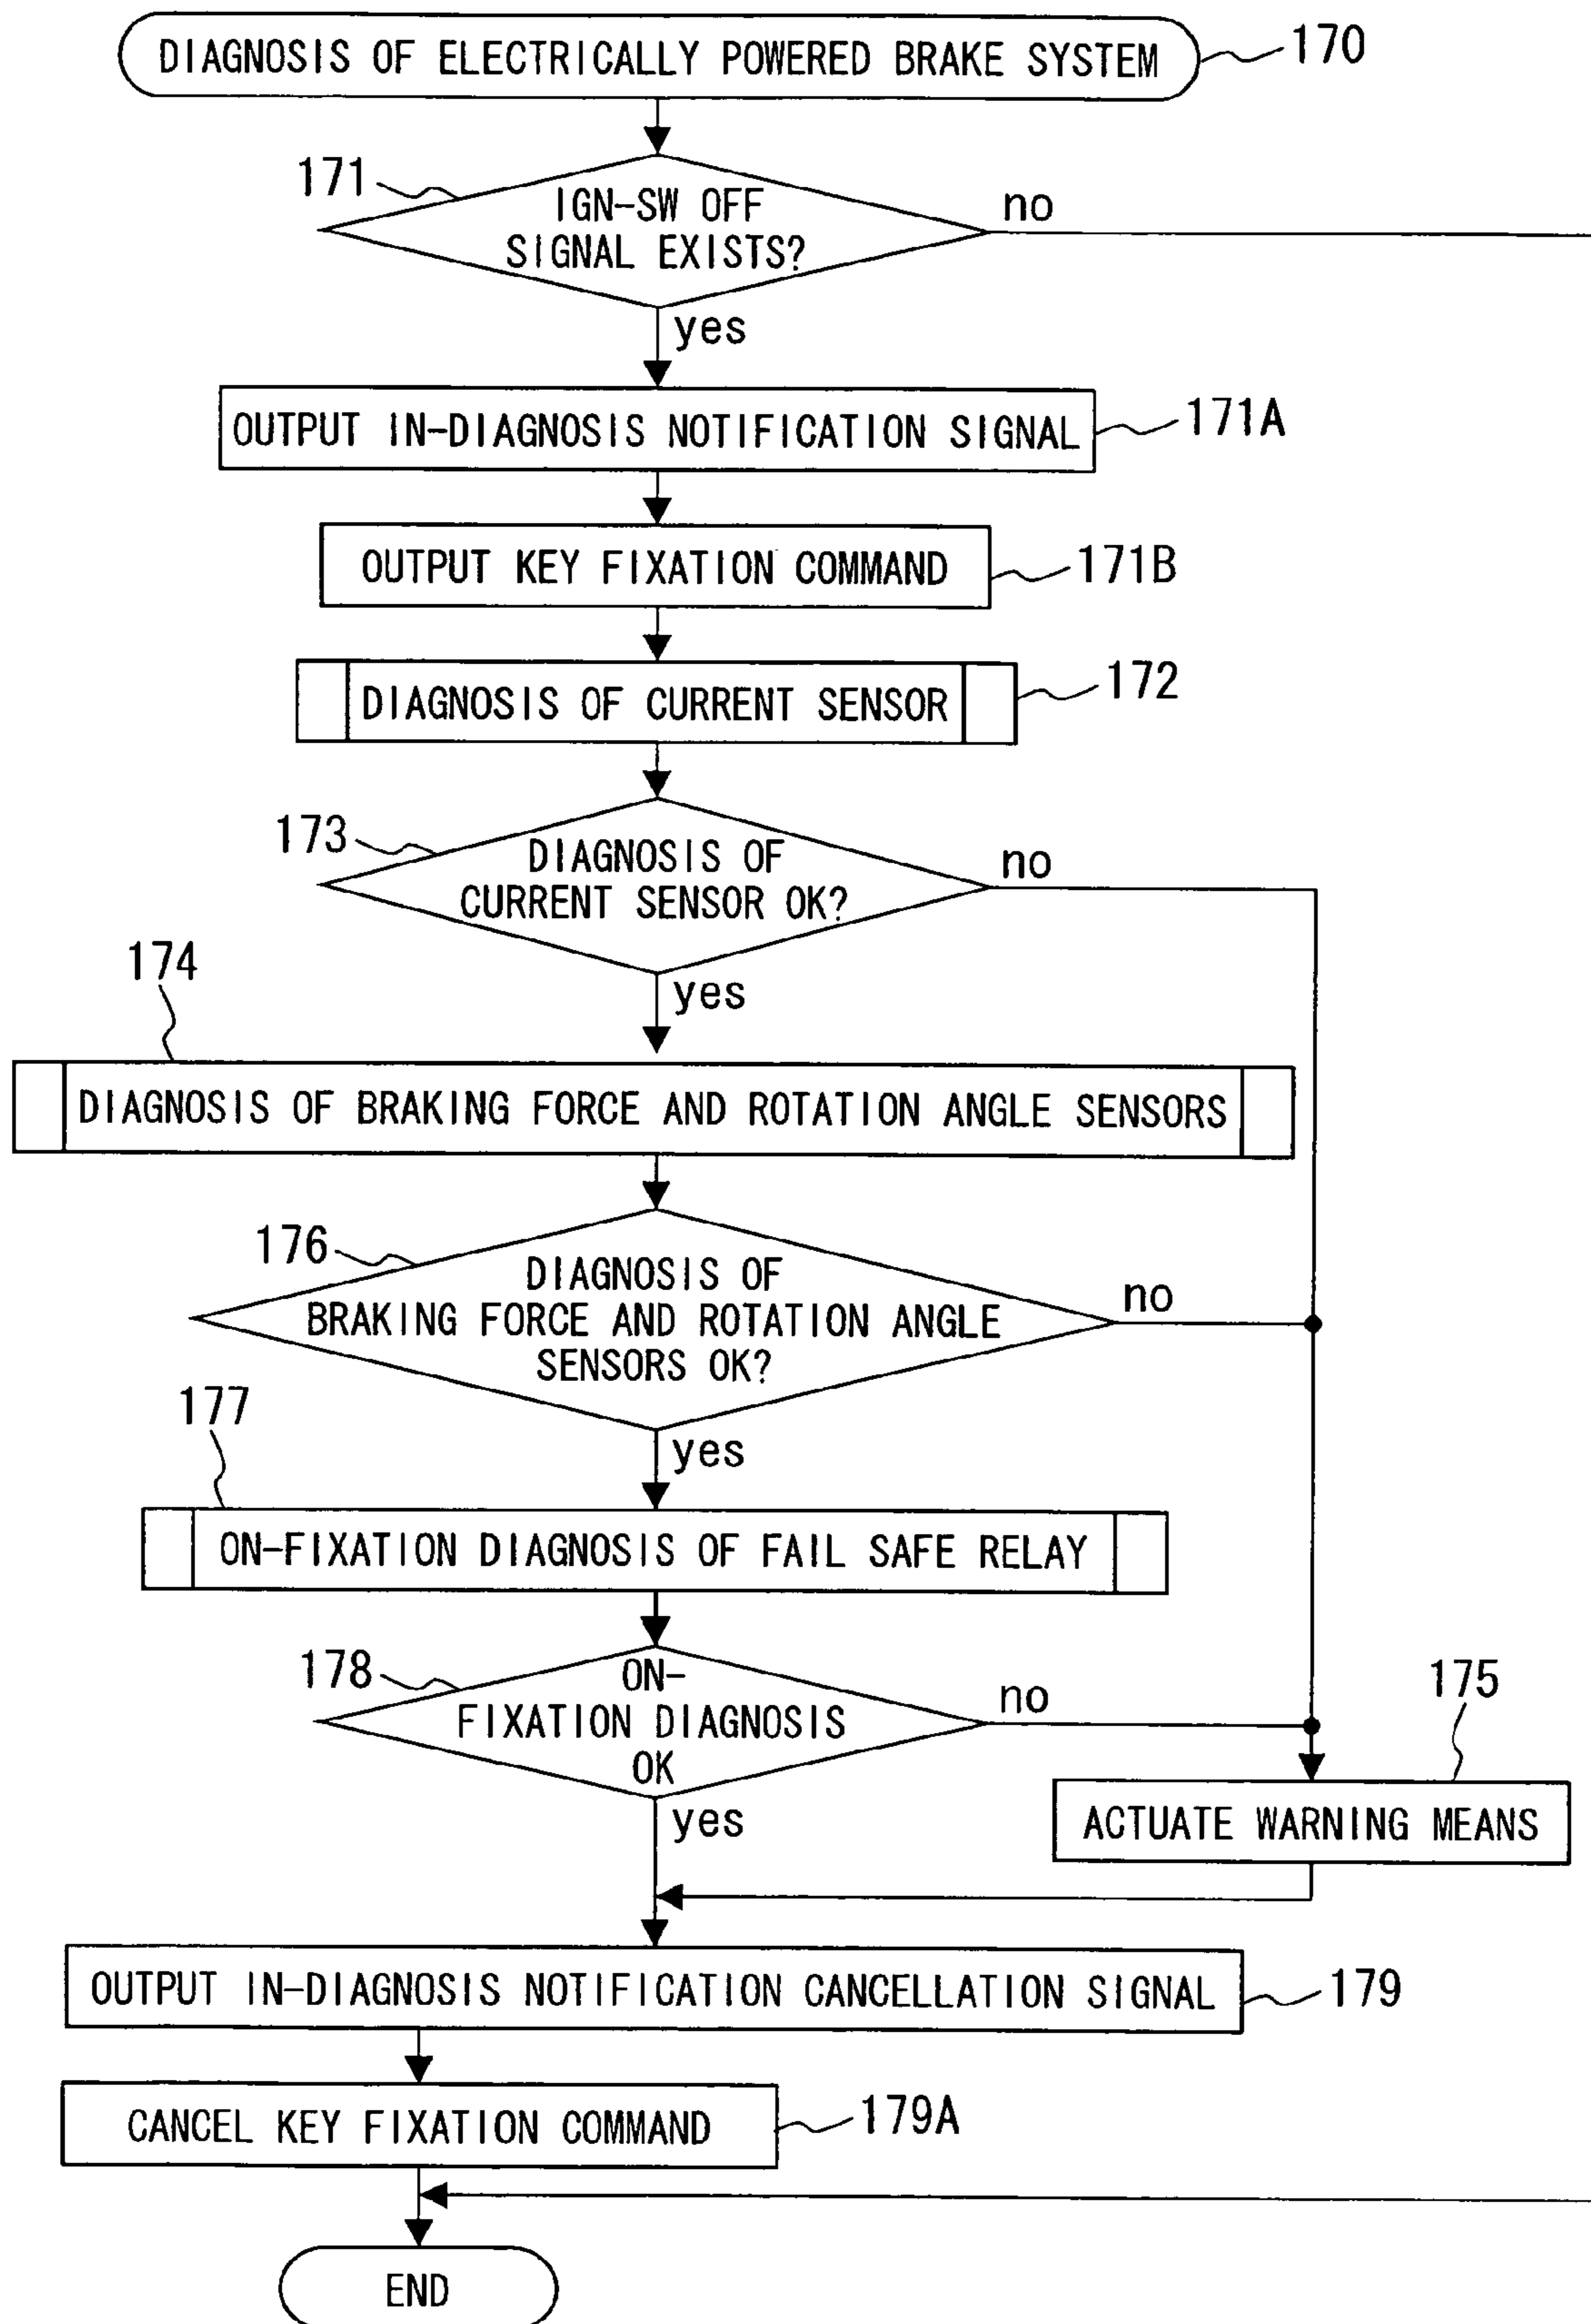 DIAGNOSIS OF ELECTRICALLY POWERED BRAKE SYSTEM
170
171
IGN-SW OFF
SIGNAL EXISTS?
no
yes
OUTPUT IN-DIAGNOSIS NOTIFICATION SIGNAL
171A
OUTPUT KEY FIXATION COMMAND
171B
DIAGNOSIS OF CURRENT SENSOR
172
173
DIAGNOSIS OF
CURRENT SENSOR OK?
no
yes
174
DIAGNOSIS OF BRAKING FORCE AND ROTATION ANGLE SENSORS
176
DIAGNOSIS OF
BRAKING FORCE AND ROTATION ANGLE
SENSORS OK?
no
yes
177
ON-FIXATION DIAGNOSIS OF FAIL SAFE RELAY
178
ON-
FIXATION DIAGNOSIS
OK
no
yes
175
ACTUATE WARNING MEANS
OUTPUT IN-DIAGNOSIS NOTIFICATION CANCELLATION SIGNAL
179
CANCEL KEY FIXATION COMMAND
179A
END